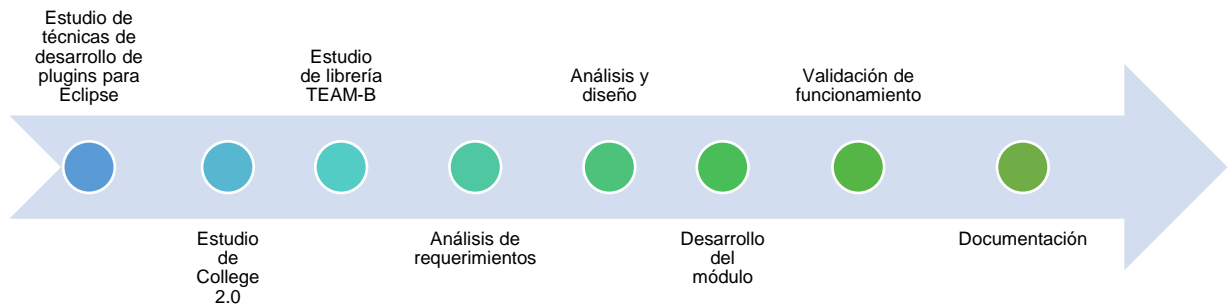 Estudio de
técnicas de
desarrollo de
plugins para
Eclipse
Estudio
de
College
2.0
Estudio
de librería
TEAM-B
Análisis de
requerimientos
Análisis y
diseño
Desarrollo
del
módulo
Validación de
funcionamiento
Documentación